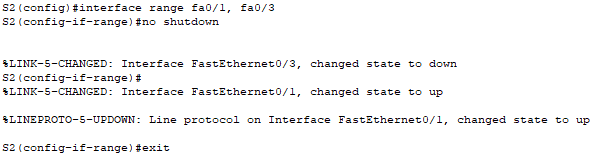 S2(config)#interface range fa0/1, fa0/3
S2(config-if-range)#no shutdown
%LINK-5-CHANGED: Interface FastEthernet0/3, changed state to down
S2(config-if-range)#
%LINK-5-CHANGED: Interface FastEthernet0/1, changed state to up
%LINEPROTO-5-UPDOWN: Line protocol on Interface FastEthernet0/1, changed state to up
S2(config-if-range)#exit